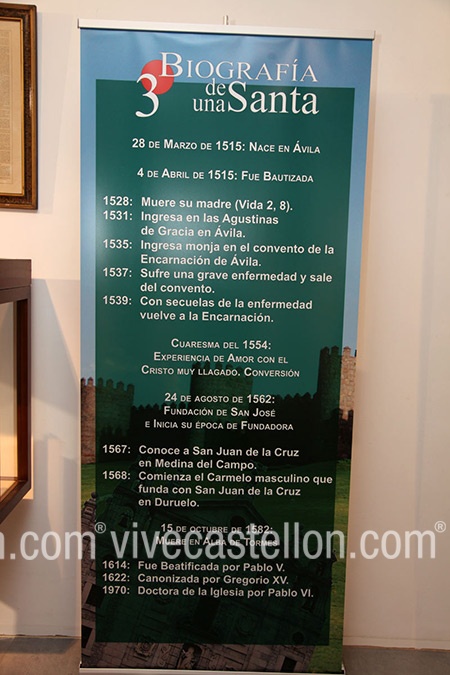 3 BIOGRAFÍA
de
una SANTA
28 DE MARZO DE 1515: NACE EN ÁVILA
4 DE ABRIL DE 1515: FUE BAUTIZADA
1528: Muere su madre (Vida 2, 8).
1531: Ingresa en las Agustinas
de Gracia en Ávila.
1535: Ingresa monja en el convento de la
Encarnación de Ávila.
1537: Sufre una grave enfermedad y sale
del convento.
1539: Con secuelas de la enfermedad
vuelve a la Encarnación.
CUARESMA DEL 1554:
EXPERIENCIA DE AMOR CON EL
CRISTO MUY LLAGADO. CONVERSIÓN
24 DE AGOSTO DE 1562:
FUNDACIÓN DE SAN JOSÉ
E INICIA SU ÉPOCA DE FUNDADORA
1567: Conoce a San Juan de la Cruz
en Medina del Campo.
1568: Comienza el Carmelo masculino que
funda con San Juan de la Cruz
en Duruelo.
15 DE OCTUBRE DE 1582:
MUERE EN ALBA DE TORMES
n.com® vivecastellon.com®
1614: Fue Beatificada por Pablo V.
1622: Canonizada por Gregorio XV.
1970: Doctora de la Iglesia por Pablo VI.